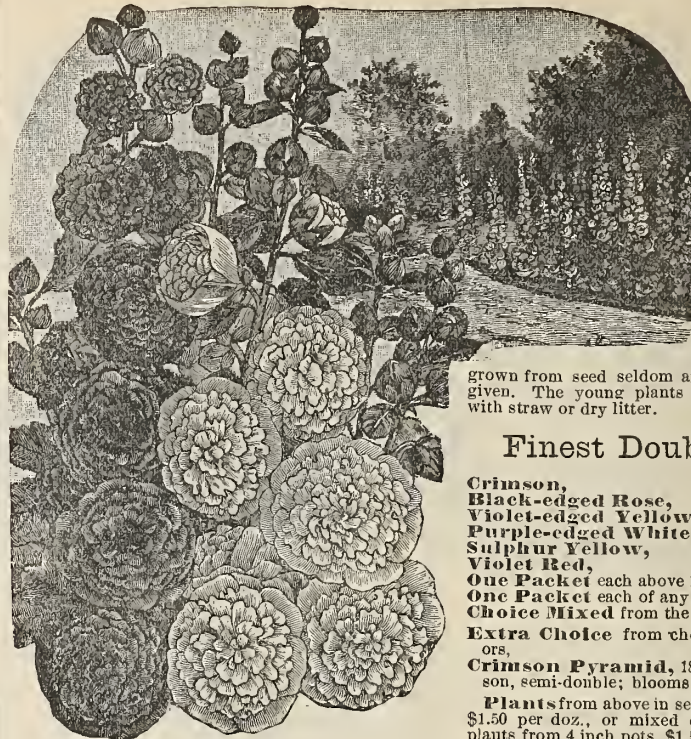 grown from seed seldom a
given. The young plants
with straw or dry litter.
Finest Doub
Crimson,
Black-edged Rose,
Violet-edged Yellow
Purple-edged White
Sulphur Yellow,
Violet Red,
One Packet each above
One Packet each of any
Choice Mixed from the
Extra Choice from cho
ors,
Crimson Pyramid, 18
son, semi-double; blooms
Plants from above in se
$1.50 per doz., or mixed
plants from 4 inch pots, $1